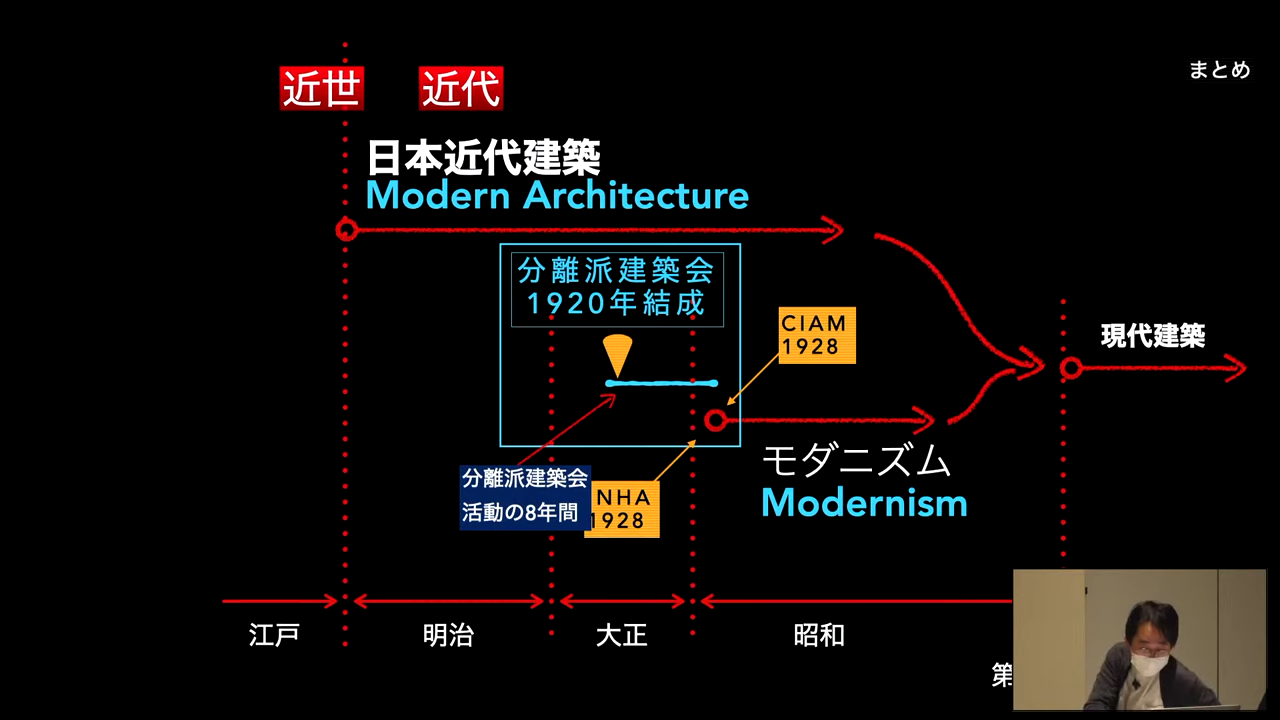 まとめ
近世
近代
日本近代建築
Modern Architecture
分離派建築会
1920年結成
CIAM
1928
現代建築
モダニズム
Modernism
分離派建築会
活動の8年間
NHA
1928
江戸
明治
大正
昭和
第